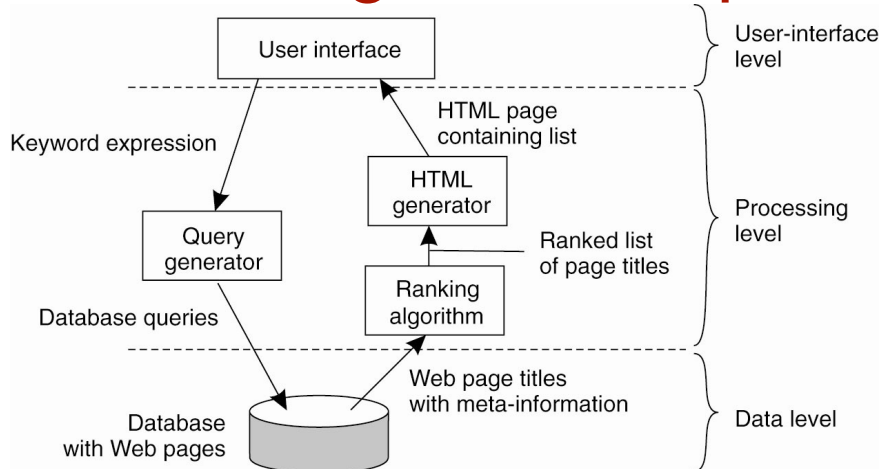 User interface
User-interface
level
HTML page
containing list
Keyword expression
HTML
generator
Query
generator
Processing
level
Ranked list
of page titles
Ranking
algorithm
Database queries
Web page titles
with meta-information
Database
with Web pages
Data level